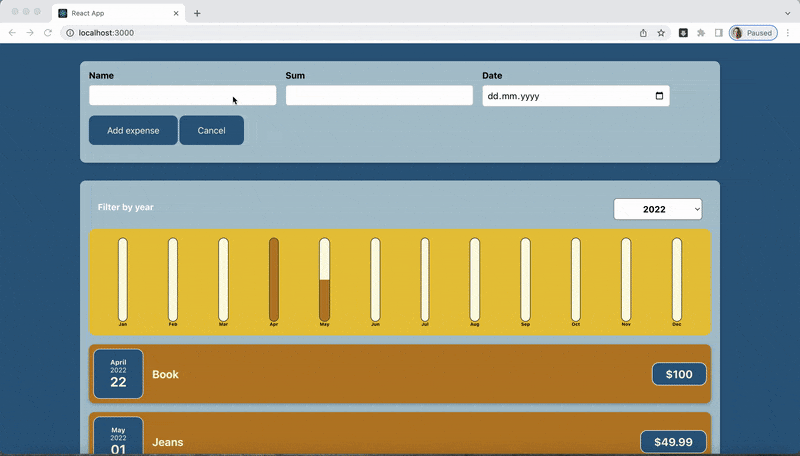 React App
localhost:3000
Paused
Name
Sum
Date
dd.mm.yyyy
Add expense
Cancel
Filter by year
2022
Jan Feb Mar Apr May Jun Jul Aug Sep Oct Nov Dec
April
2022
22
Book
$100
May
2022
01
Jeans
$49.99